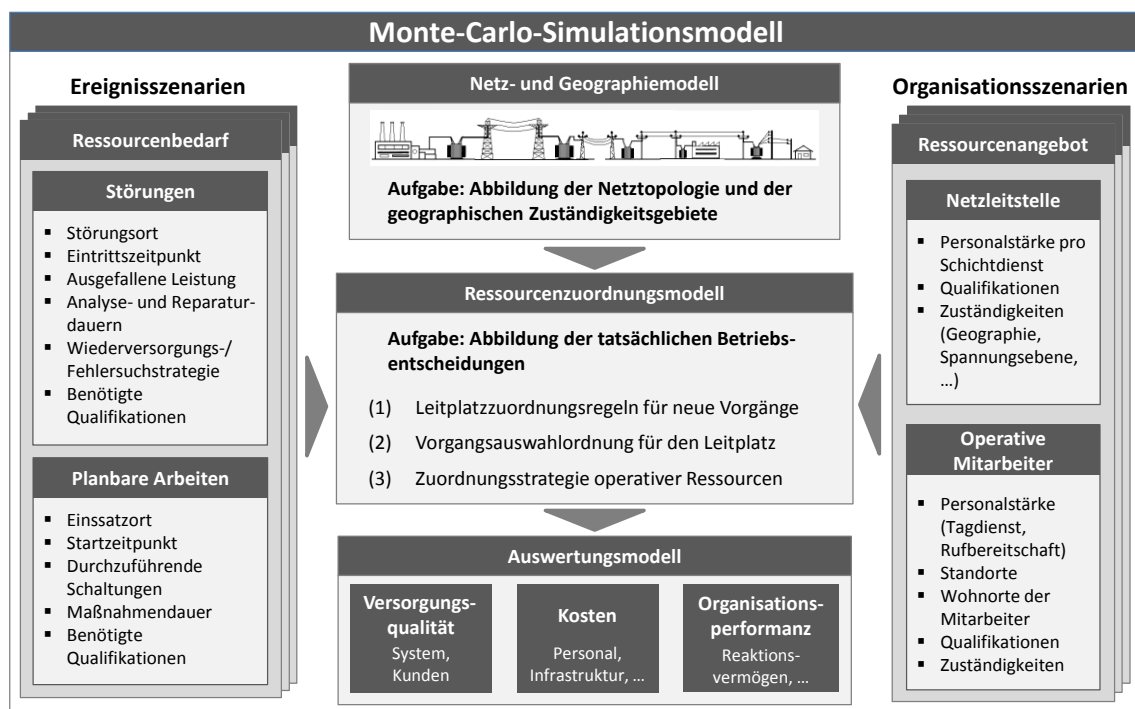 Monte-Carlo-Simulationsmodell
Ereignisszenarien
Ressourcenbedarf
Störungen
▪ Störungsort
▪ Eintrittszeitpunkt
▪ Ausgefallene Leistung
▪ Analyse- und Reparatur-
dauern
▪ Wiederversorgungs-/
Fehlersuchstrategie
▪ Benötigte
Qualifikationen
Planbare Arbeiten
▪ Einssatzort
▪ Startzeitpunkt
▪ Durchzuführende
Schaltungen
▪ Maßnahmendauer
▪ Benötigte
Qualifikationen
Netz- und Geographiemodell
Aufgabe: Abbildung der Netztopologie und der
geographischen Zuständigkeitsgebiete
Ressourcenzuordnungsmodell
Aufgabe: Abbildung der tatsächlichen Betriebs-
entscheidungen
(1) Leitplatzzuordnungsregeln für neue Vorgänge
(2) Vorgangsauswahlordnung für den Leitplatz
(3) Zuordnungsstrategie operativer Ressourcen
Auswertungsmodell
Versorgungs-
qualität
System,
Kunden
Kosten
Personal,
Infrastruktur, ...
Organisations-
performanz
Reaktions-
vermögen, ...
Organisationsszenarien
Ressourcenangebot
Netzleitstelle
▪ Personalstärke pro
Schichtdienst
▪ Qualifikationen
▪ Zuständigkeiten
(Geographie,
Spannungsebene,
...)
Operative
Mitarbeiter
▪ Personalstärke
(Tagdienst,
Rufbereitschaft)
▪ Standorte
▪ Wohnorte der
Mitarbeiter
▪ Qualifikationen
▪ Zuständigkeiten